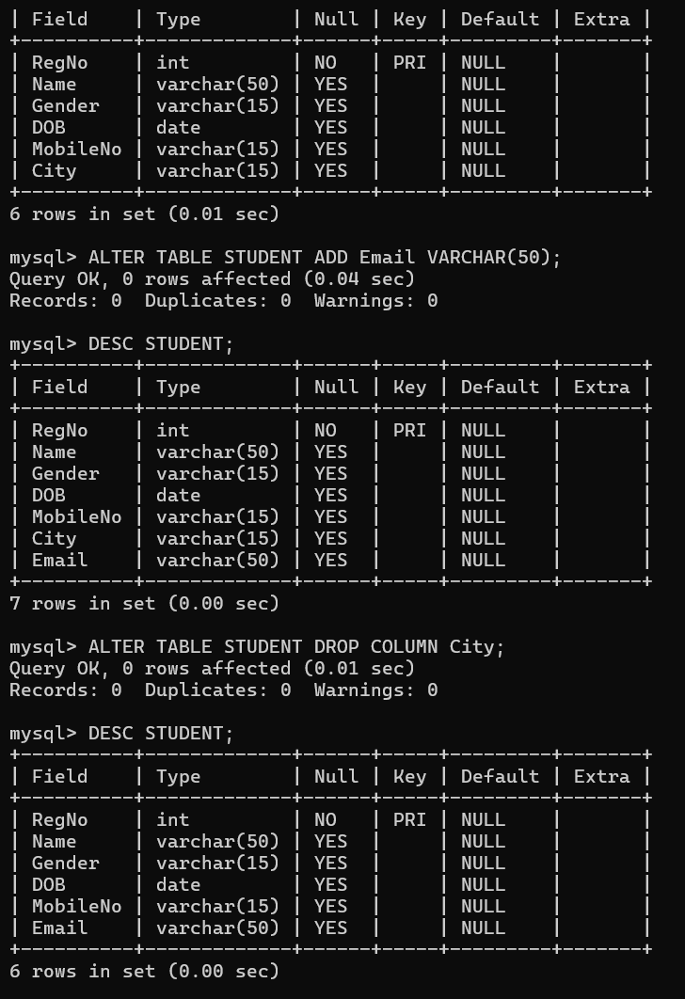 | Field    | Type        | Null | Key | Default | Extra |
+----------+-------------+------+-----+---------+-------+
| RegNo    | int         | NO   | PRI | NULL    |       |
| Name     | varchar(50) | YES  |     | NULL    |       |
| Gender   | varchar(15) | YES  |     | NULL    |       |
| DOB      | date        | YES  |     | NULL    |       |
| MobileNo | varchar(15) | YES  |     | NULL    |       |
| City     | varchar(15) | YES  |     | NULL    |       |
+----------+-------------+------+-----+---------+-------+
6 rows in set (0.01 sec)

mysql> ALTER TABLE STUDENT ADD Email VARCHAR(50);
Query OK, 0 rows affected (0.04 sec)
Records: 0  Duplicates: 0  Warnings: 0

mysql> DESC STUDENT;
+----------+-------------+------+-----+---------+-------+
| Field    | Type        | Null | Key | Default | Extra |
+----------+-------------+------+-----+---------+-------+
| RegNo    | int         | NO   | PRI | NULL    |       |
| Name     | varchar(50) | YES  |     | NULL    |       |
| Gender   | varchar(15) | YES  |     | NULL    |       |
| DOB      | date        | YES  |     | NULL    |       |
| MobileNo | varchar(15) | YES  |     | NULL    |       |
| City     | varchar(15) | YES  |     | NULL    |       |
| Email    | varchar(50) | YES  |     | NULL    |       |
+----------+-------------+------+-----+---------+-------+
7 rows in set (0.00 sec)

mysql> ALTER TABLE STUDENT DROP COLUMN City;
Query OK, 0 rows affected (0.01 sec)
Records: 0  Duplicates: 0  Warnings: 0

mysql> DESC STUDENT;
+----------+-------------+------+-----+---------+-------+
| Field    | Type        | Null | Key | Default | Extra |
+----------+-------------+------+-----+---------+-------+
| RegNo    | int         | NO   | PRI | NULL    |       |
| Name     | varchar(50) | YES  |     | NULL    |       |
| Gender   | varchar(15) | YES  |     | NULL    |       |
| DOB      | date        | YES  |     | NULL    |       |
| MobileNo | varchar(15) | YES  |     | NULL    |       |
| Email    | varchar(50) | YES  |     | NULL    |       |
+----------+-------------+------+-----+---------+-------+
6 rows in set (0.00 sec)